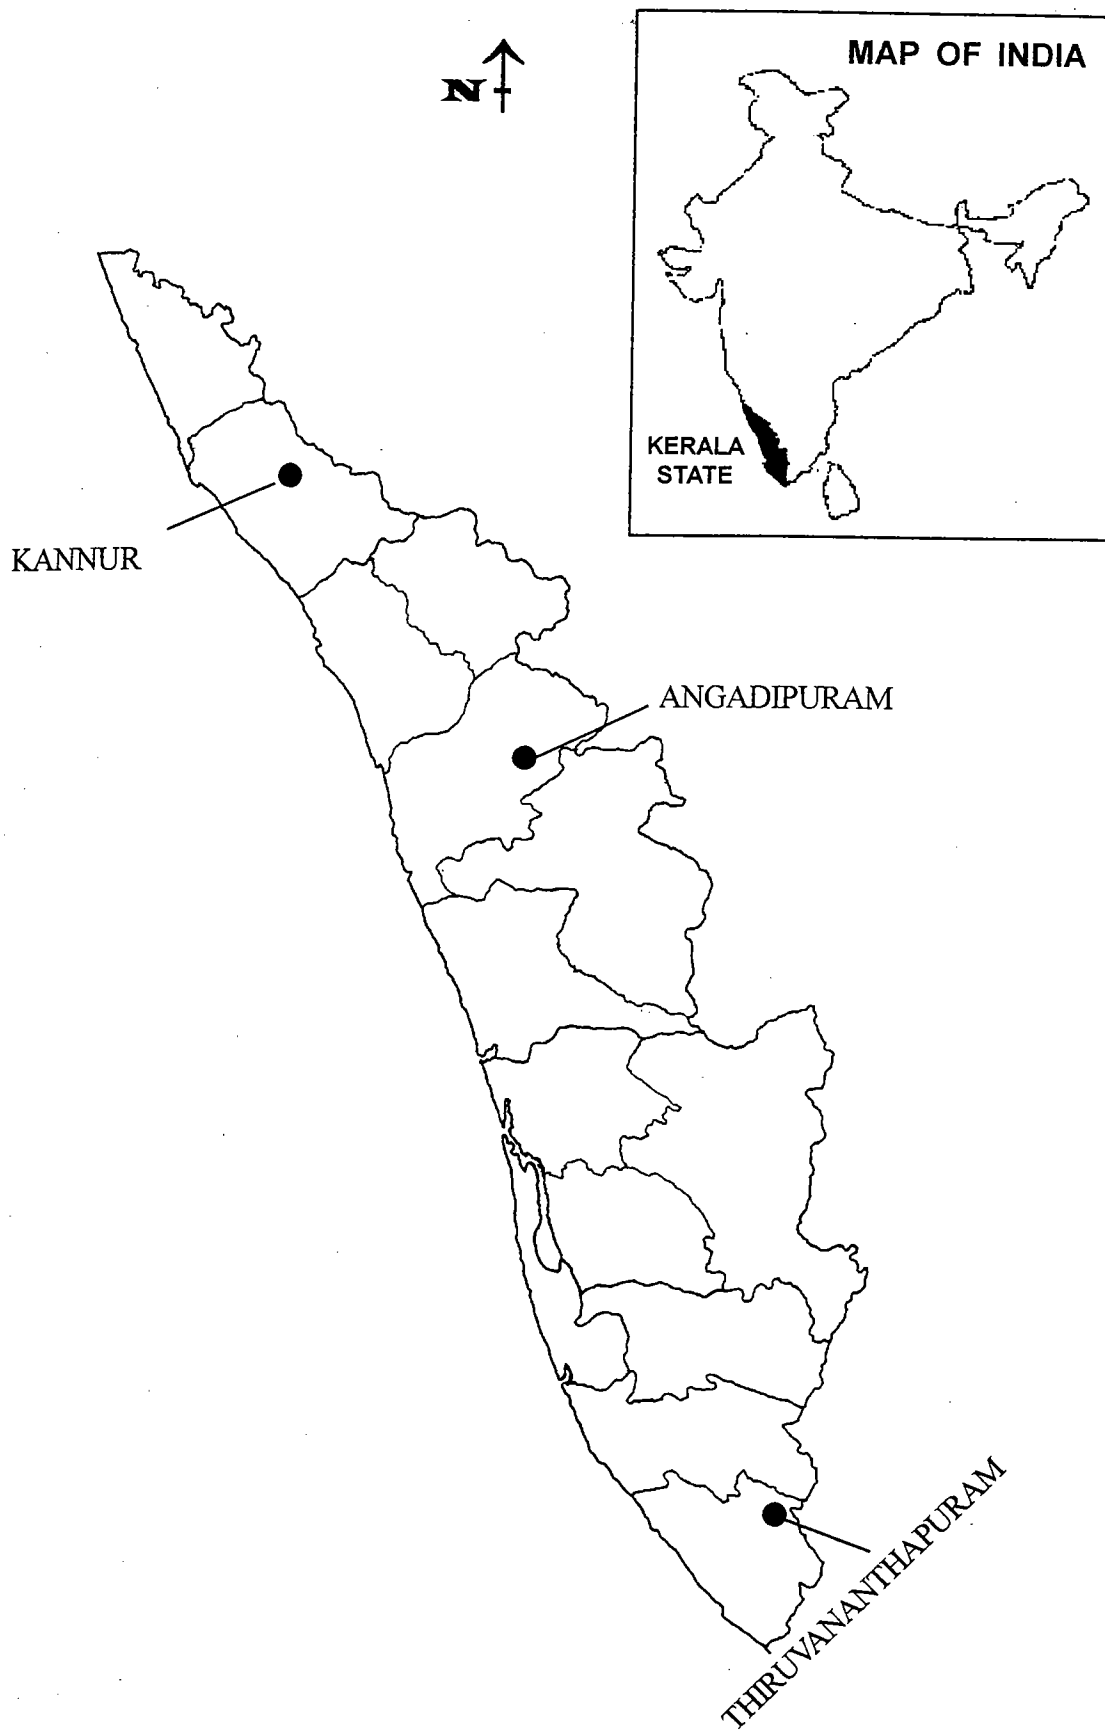 MAP OF INDIA
N
KERALA
STATE
KANNUR
ANGADIPURAM
THIRUVANANTHAPURAM